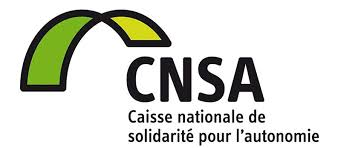 CNSA
Caisse nationale de
solidarité pour l'autonomie